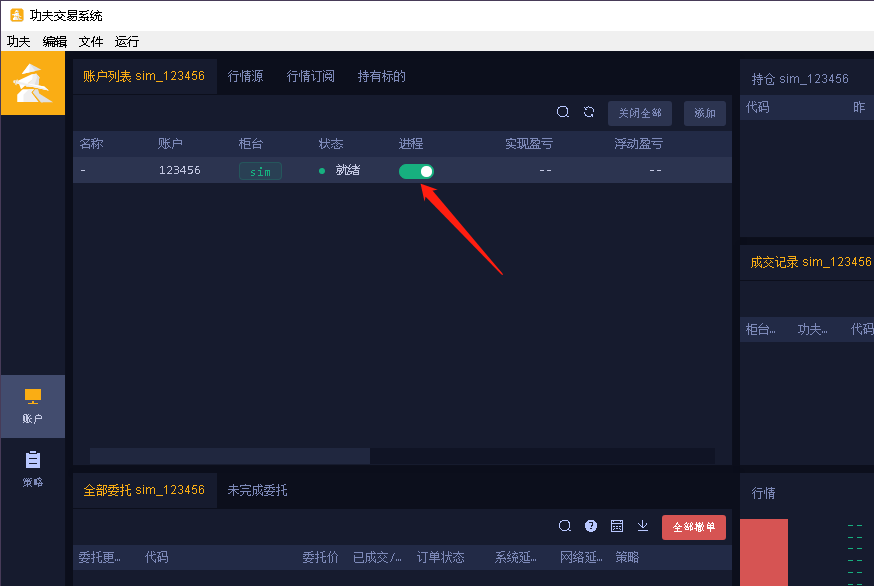 功夫交易系统
功夫 编辑 文件 运行
账户列表 sim_123456 行情源 行情订阅 持有标的
关闭全部 添加
名称 账户 柜台 状态 进程 实现盈亏 浮动盈亏
- 123456 sim 就绪 -- --
持仓 sim_123456
代码 昨
成交记录 sim_123456
柜台... 功夫... 代码
账户
策略
全部委托 sim_123456 未完成委托
全部撤单
委托更... 代码 委托价 已成交/... 订单状态 系统延... 网络延... 策略
行情
--
--
--
--
--